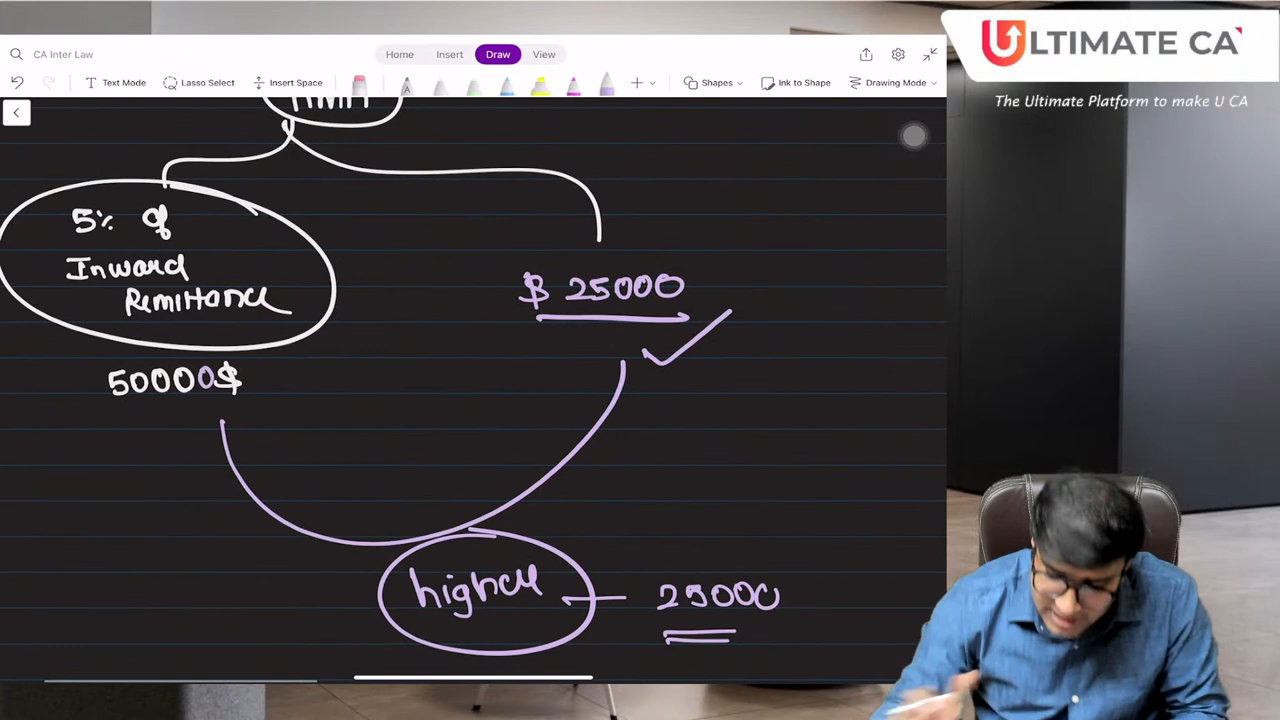 ULTIMATE CA
The Ultimate Platform to make U CA
CA Inter Law
Home Insert Draw View
Text Mode Lasso Select Insert Space Shapes Ink to Shape Drawing Mode
5% of
Inward
Remittance
$ 25000
50000$
higher 25000